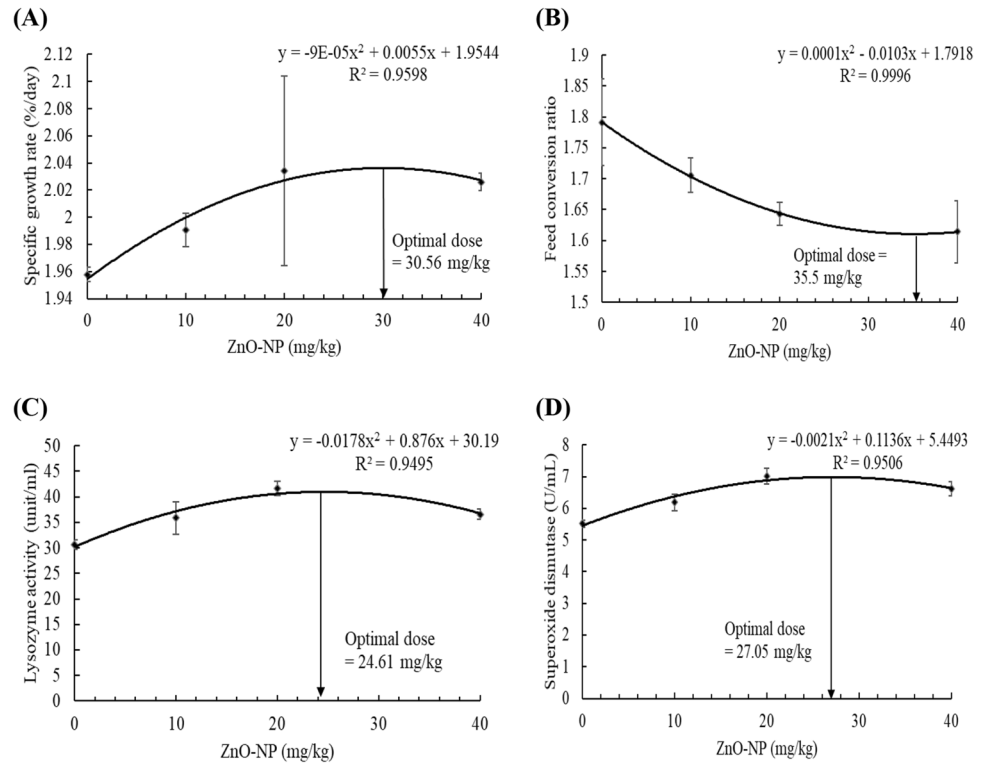 (A)
y = -9E-05x² + 0.0055x + 1.9544
R² = 0.9598
Specific growth rate (%/day)
2.12
2.1
2.08
2.06
2.04
2.02
2
1.98
1.96
1.94
Optimal dose
= 30.56 mg/kg
0 10 20 30 40
ZnO-NP (mg/kg)
(B)
y = 0.0001x² - 0.0103x + 1.7918
R² = 0.9996
Feed conversion ratio
1.9
1.85
1.8
1.75
1.7
1.65
1.6
1.55
1.5
Optimal dose =
35.5 mg/kg
0 10 20 30 40
ZnO-NP (mg/kg)
(C)
y = -0.0178x² + 0.876x + 30.19
R² = 0.9495
Lysozyme activity (unit/ml)
50
45
40
35
30
25
20
15
10
5
0
Optimal dose
= 24.61 mg/kg
0 10 20 30 40
ZnO-NP (mg/kg)
(D)
y = -0.0021x² + 0.1136x + 5.4493
R² = 0.9506
Superoxide dismutase (U/mL)
8
7
6
5
4
3
2
1
0
Optimal dose
= 27.05 mg/kg
0 10 20 30 40
ZnO-NP (mg/kg)